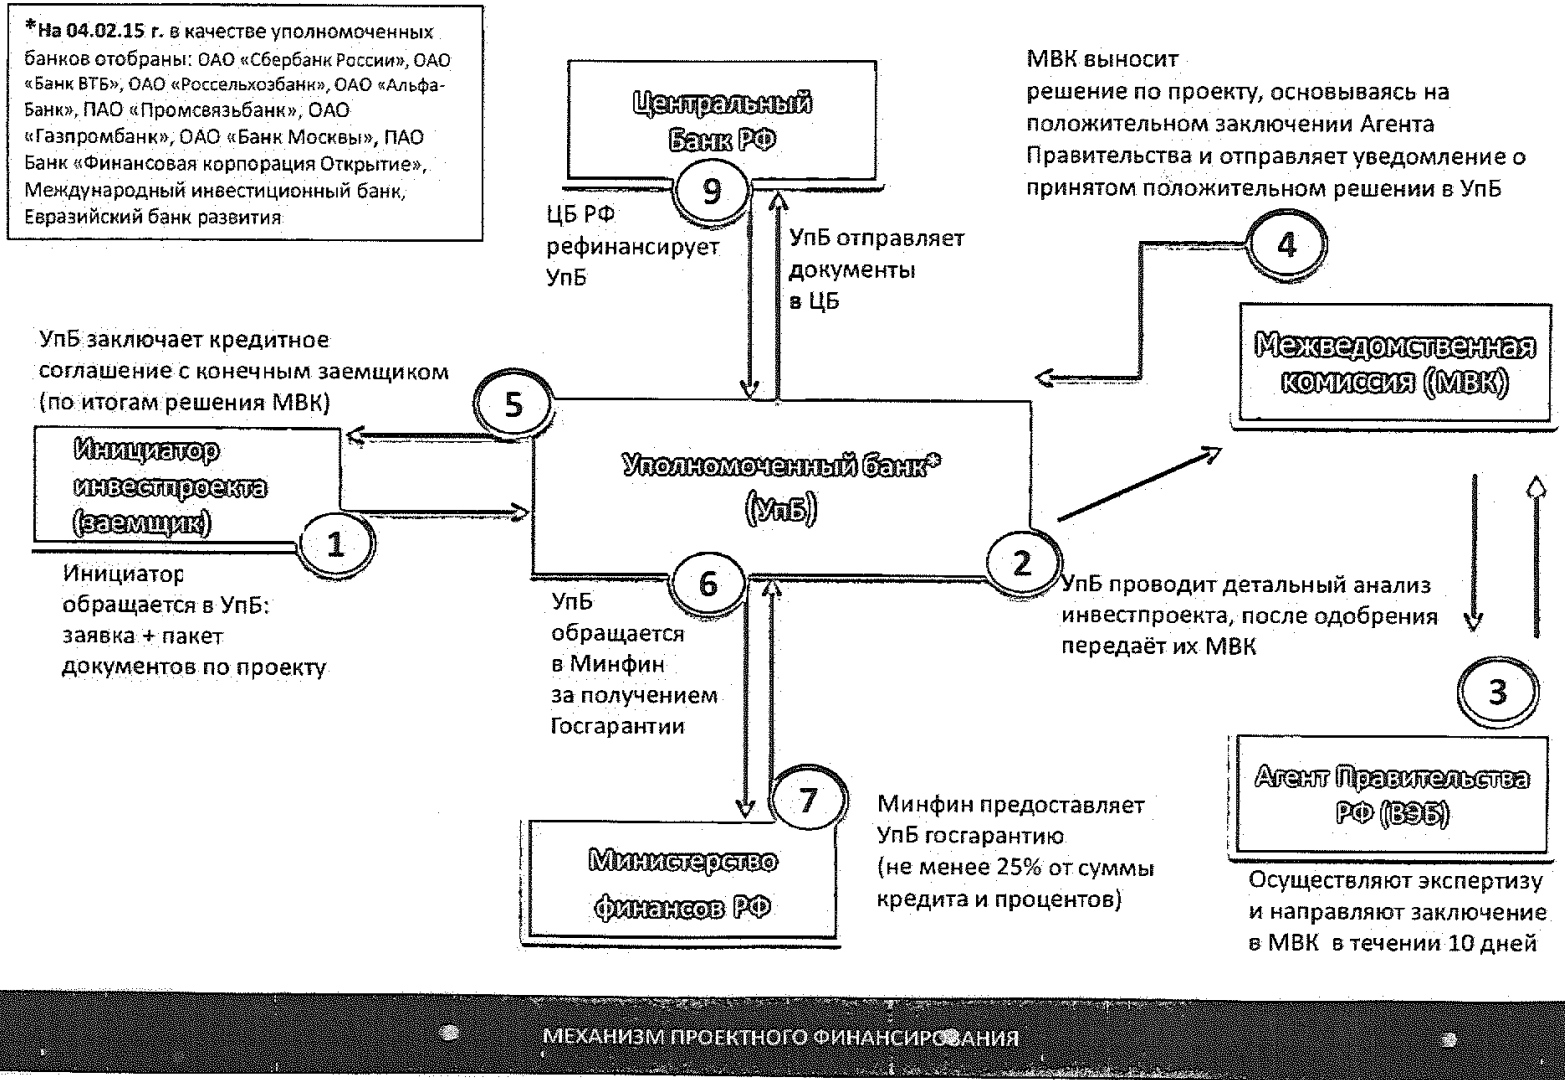 *На 04.02.15 г. в качестве уполномоченных
банков отобраны: ОАО «Сбербанк России», ОАО
«Банк ВТБ», ОАО «Россельхозбанк», ОАО «Альфа-
Банк», ПАО «Промсвязьбанк», ОАО
«Газпромбанк», ОАО «Банк Москвы», ПАО
Банк «Финансовая корпорация Открытие»,
Международный инвестиционный банк,
Евразийский банк развития
Центральный
Банк РФ
9
ЦБ РФ
рефинансирует
УпБ
УпБ отправляет
документы
в ЦБ
МВК выносит
решение по проекту, основываясь на
положительном заключении Агента
Правительства и отправляет уведомление о
принятом положительном решении в УпБ
4
Межведомственная
комиссия (МВК)
УпБ заключает кредитное
соглашение с конечным заемщиком
(по итогам решения МВК)
5
Инициатор
инвестпроекта
(заемщик)
1
Инициатор
обращается в УпБ:
заявка + пакет
документов по проекту
Уполномоченный банк*
(УпБ)
2
УпБ проводит детальный анализ
инвестпроекта, после одобрения
передаёт их МВК
6
УпБ
обращается
в Минфин
за получением
Госгарантии
3
Агент Правительства
РФ (ВЭБ)
Осуществляют экспертизу
и направляют заключение
в МВК в течении 10 дней
7
Министерство
финансов РФ
Минфин предоставляет
УпБ госгарантию
(не менее 25% от суммы
кредита и процентов)
МЕХАНИЗМ ПРОЕКТНОГО ФИНАНСИРОВАНИЯ